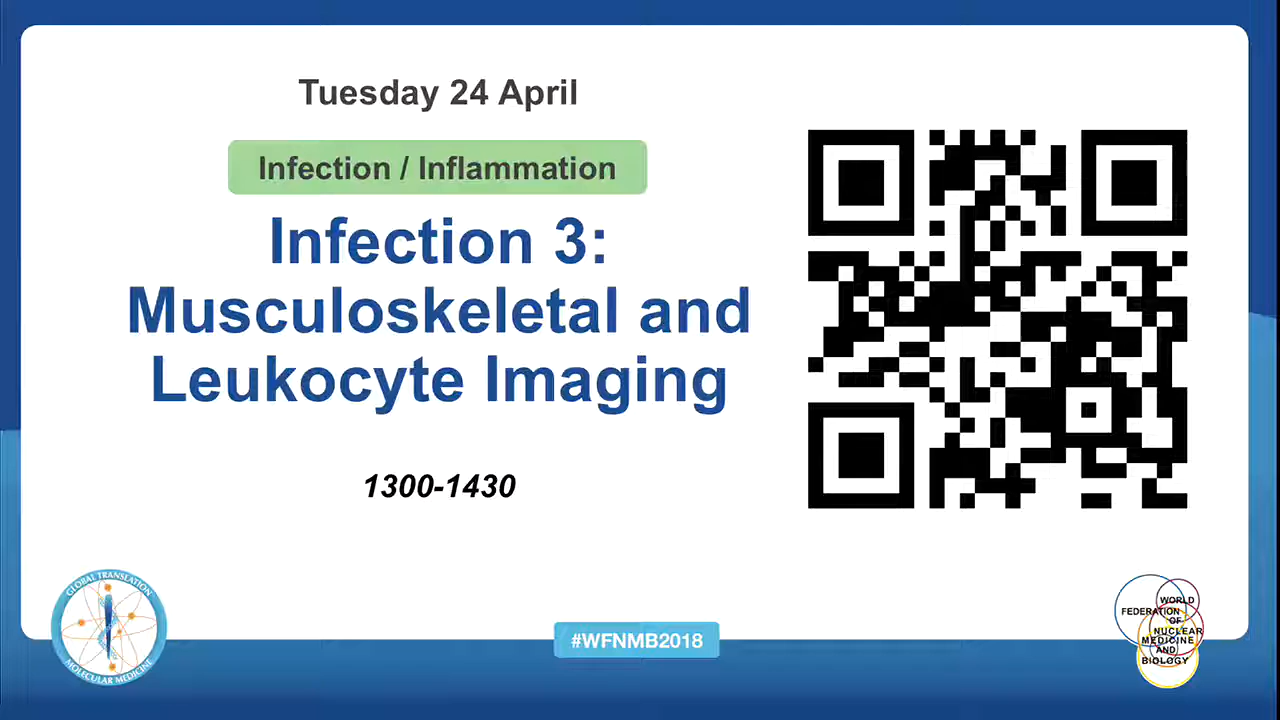 Tuesday 24 April
Infection / Inflammation
Infection 3:
Musculoskeletal and
Leukocyte Imaging
1300-1430
GLOBAL TRANSLATION
MOLECULAR MEDICINE
#WFNMB2018
WORLD
FEDERATION
OF
NUCLEAR
MEDICINE
AND
BIOLOGY